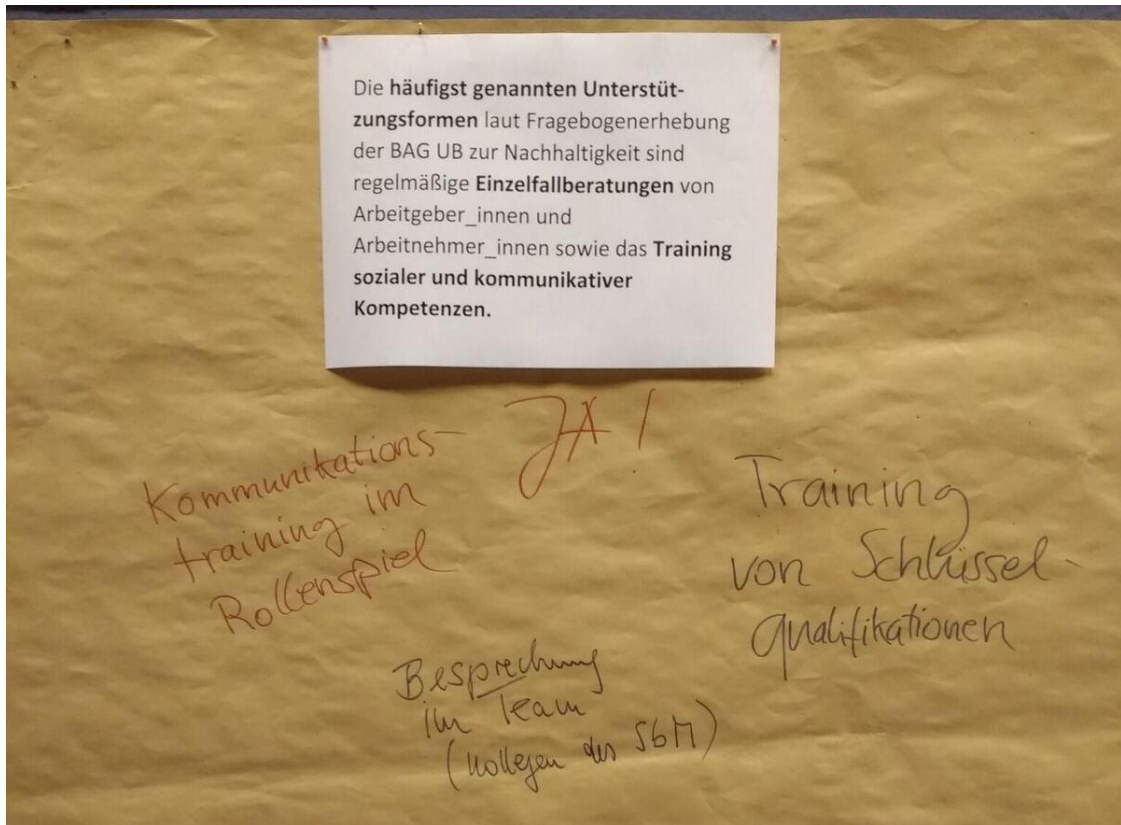 Die häufigst genannten Unterstüt-
zungsformen laut Fragebogenerhebung
der BAG UB zur Nachhaltigkeit sind
regelmäßige Einzelfallberatungen von
Arbeitgeber_innen und
Arbeitnehmer_innen sowie das Training
sozialer und kommunikativer
Kompetenzen.
JA !
Kommunikations-
training im
Rollenspiel
Training
von Schlüssel-
qualifikationen
Besprechung
im Team
(Kollegen des SbM)